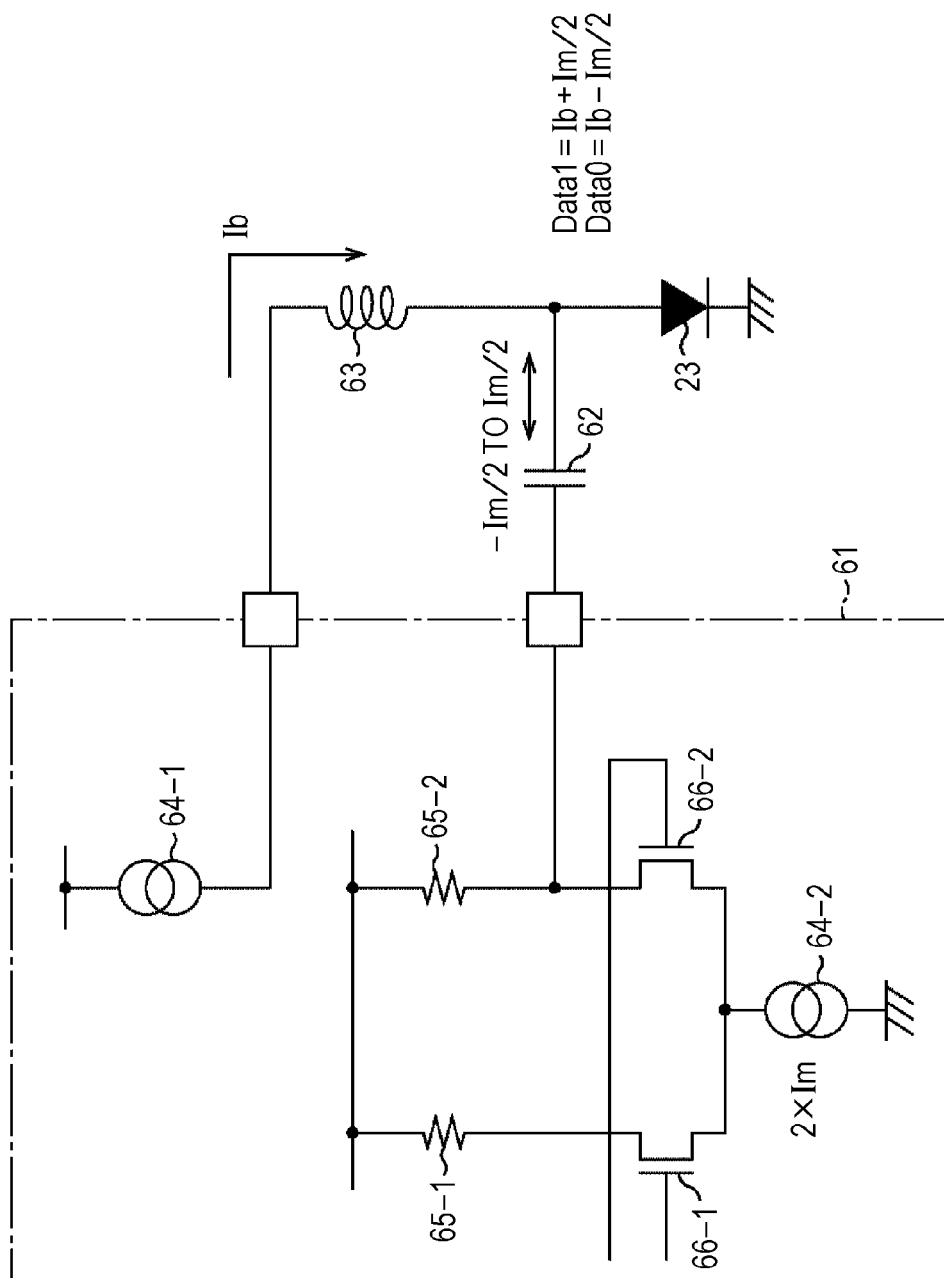 64-1
Ib
63
65-1
65-2
-Im/2 TO Im/2
62
Data1 = Ib+Im/2
Data0 = Ib-Im/2
23
66-1
66-2
2×Im
64-2
61